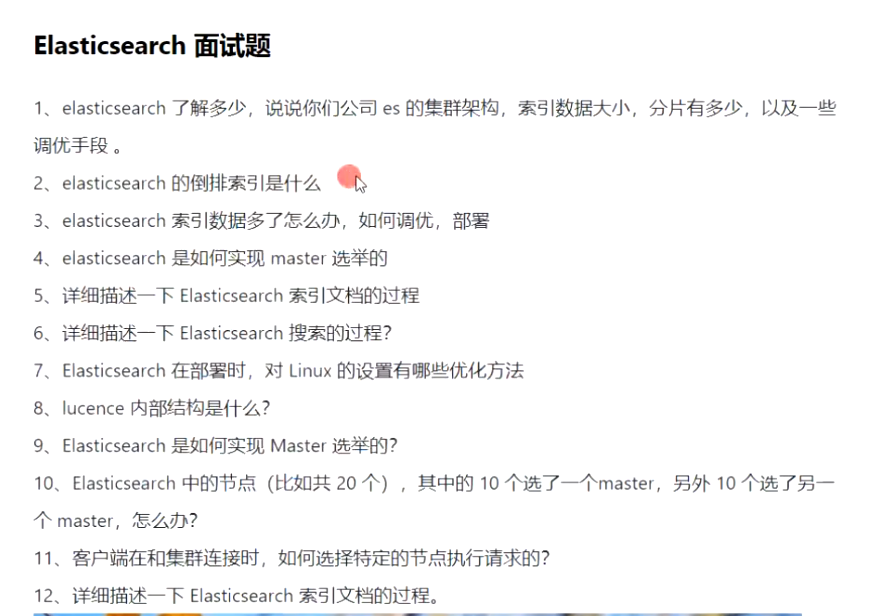 Elasticsearch 面试题
1、elasticsearch 了解多少，说说你们公司 es 的集群架构，索引数据大小，分片有多少，以及一些
调优手段 。
2、elasticsearch 的倒排索引是什么
3、elasticsearch 索引数据多了怎么办，如何调优，部署
4、elasticsearch 是如何实现 master 选举的
5、详细描述一下 Elasticsearch 索引文档的过程
6、详细描述一下 Elasticsearch 搜索的过程？
7、Elasticsearch 在部署时，对 Linux 的设置有哪些优化方法
8、lucence 内部结构是什么？
9、Elasticsearch 是如何实现 Master 选举的？
10、Elasticsearch 中的节点（比如共 20 个），其中的 10 个选了一个master，另外 10 个选了另一
个 master，怎么办？
11、客户端在和集群连接时，如何选择特定的节点执行请求的？
12、详细描述一下 Elasticsearch 索引文档的过程。